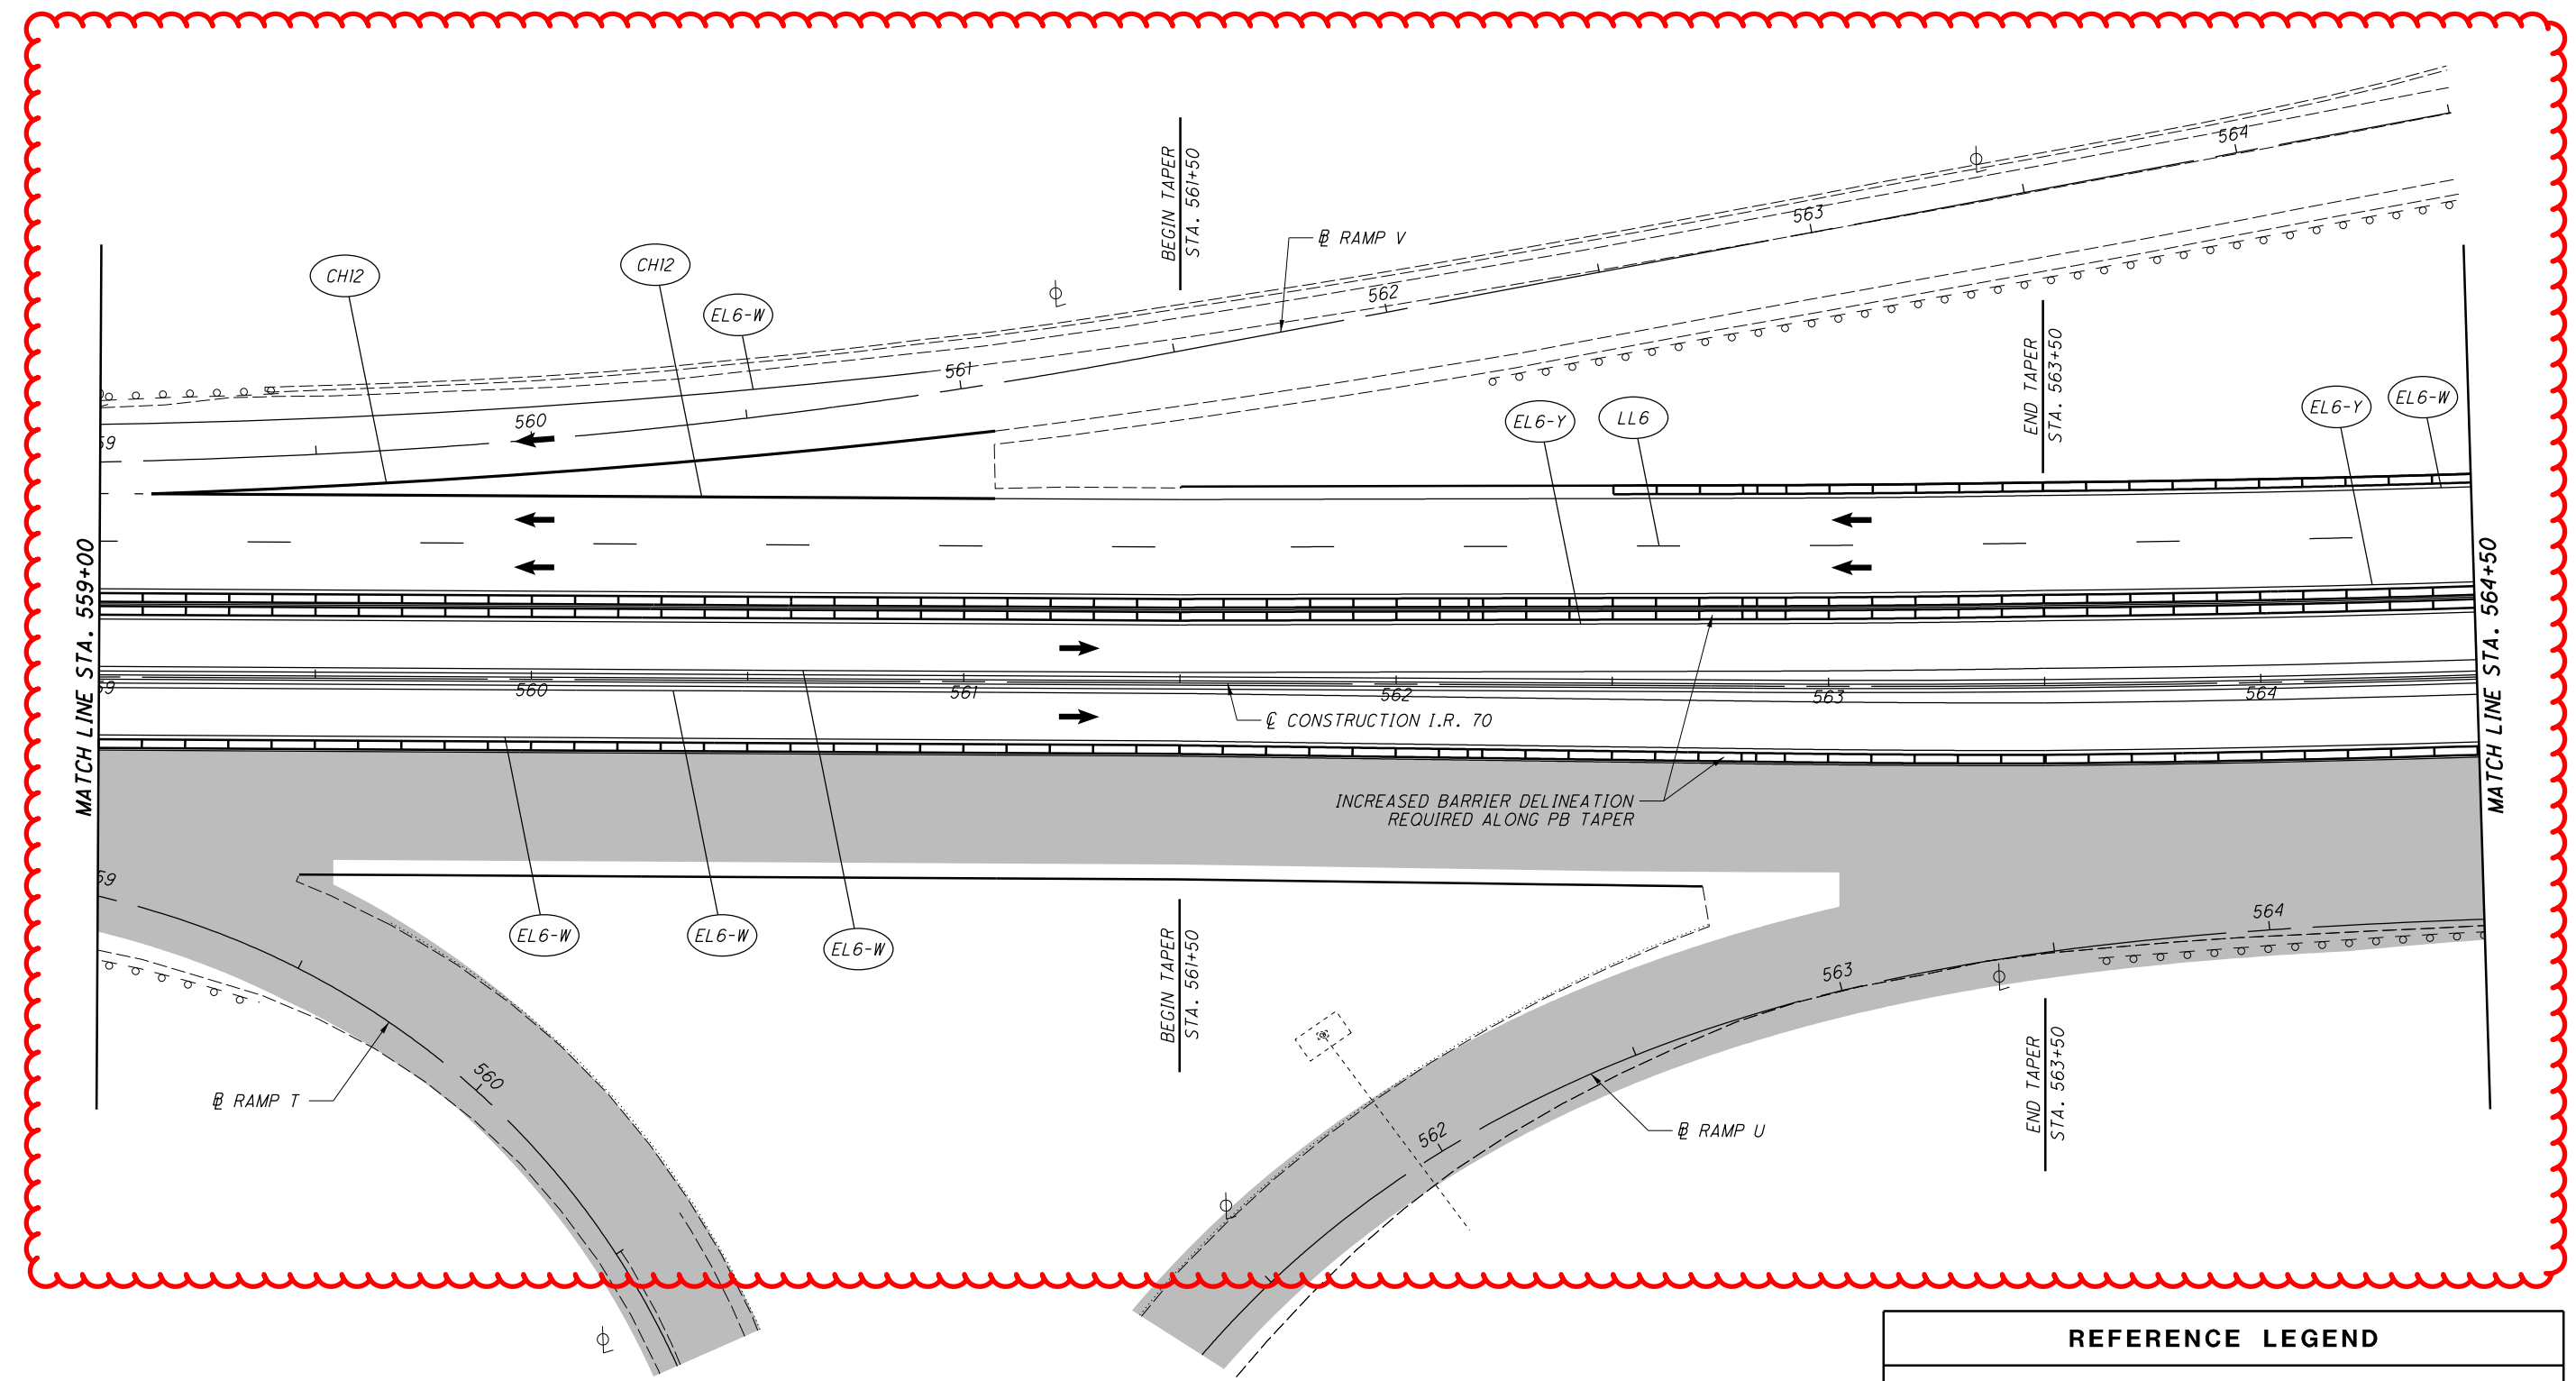 BEGIN TAPER
STA. 561+50
564
563
℄ RAMP V
CH12
CH12
EL6-W
562
561
560
59
END TAPER
STA. 563+50
EL6-Y
LL6
EL6-Y
EL6-W
MATCH LINE STA. 559+00
MATCH LINE STA. 564+50
59
560
561
562
563
564
℄ CONSTRUCTION I.R. 70
INCREASED BARRIER DELINEATION
REQUIRED ALONG PB TAPER
59
EL6-W
EL6-W
EL6-W
BEGIN TAPER
STA. 561+50
564
563
END TAPER
STA. 563+50
560
℄ RAMP T
562
℄ RAMP U
REFERENCE LEGEND